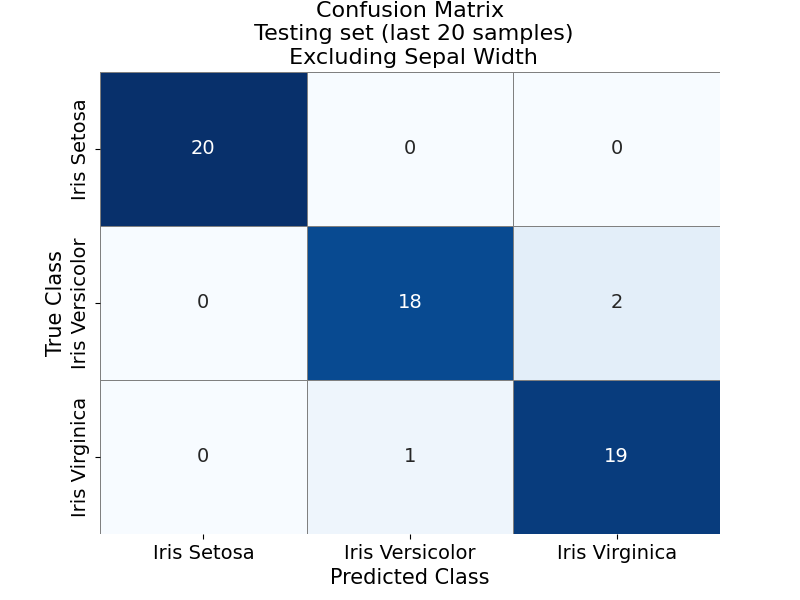 Confusion Matrix
Testing set (last 20 samples)
Excluding Sepal Width
True Class
Iris Setosa
20 0 0
Iris Versicolor
0 18 2
Iris Virginica
0 1 19
Iris Setosa Iris Versicolor Iris Virginica
Predicted Class